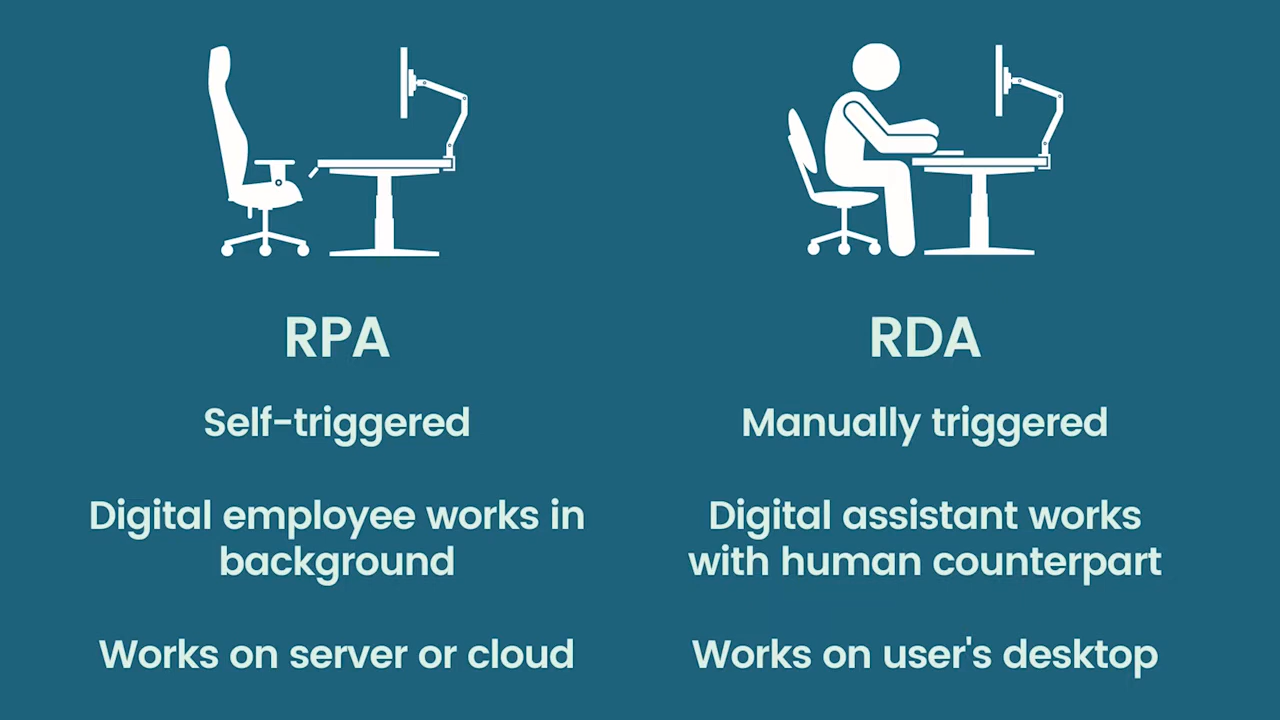 RPA
Self-triggered
Digital employee works in
background
Works on server or cloud
RDA
Manually triggered
Digital assistant works
with human counterpart
Works on user's desktop